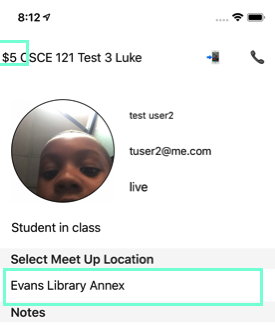 8:12
$5 CSCE 121 Test 3 Luke
test user2
tuser2@me.com
live
Student in class
Select Meet Up Location
Evans Library Annex
Notes